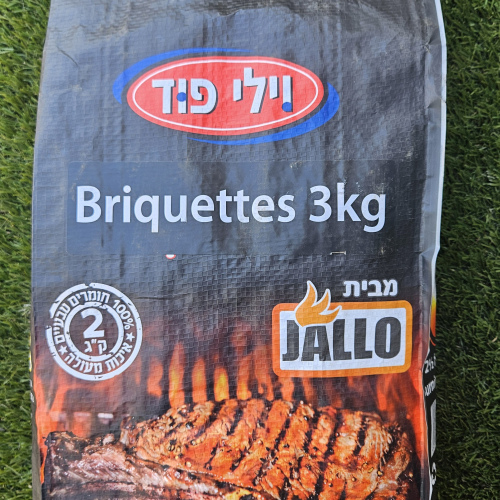 וילי פוד
Briquettes 3kg
מבית
JALLO
100% חומרים טבעיים
2
ק"ג
איכות מעולה